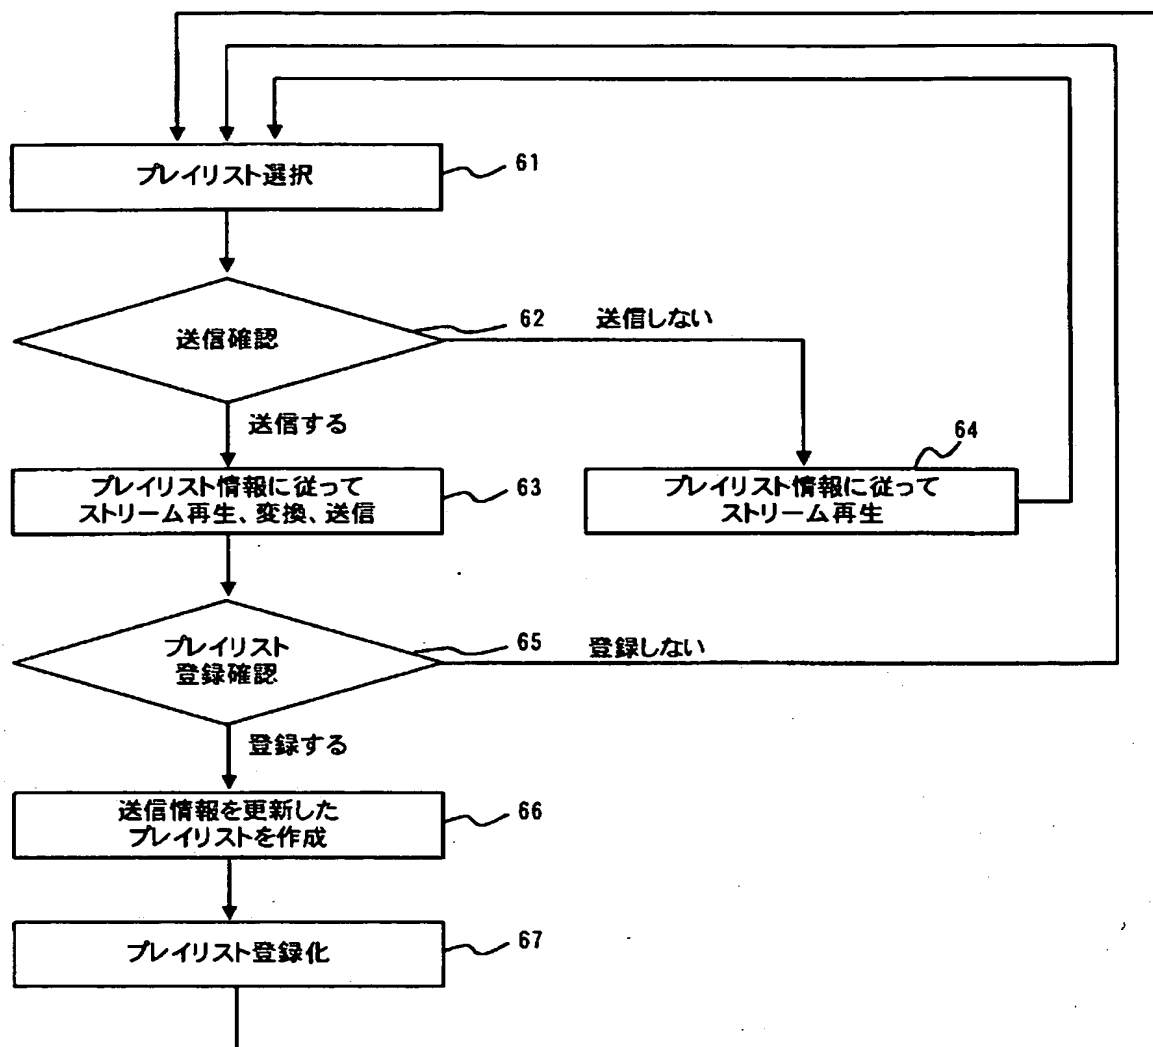 プレイリスト選択
61
送信確認
62
送信しない
送信する
プレイリスト情報に従って
ストリーム再生、変換、送信
63
64
プレイリスト情報に従って
ストリーム再生
プレイリスト
登録確認
65
登録しない
登録する
送信情報を更新した
プレイリストを作成
66
プレイリスト登録化
67